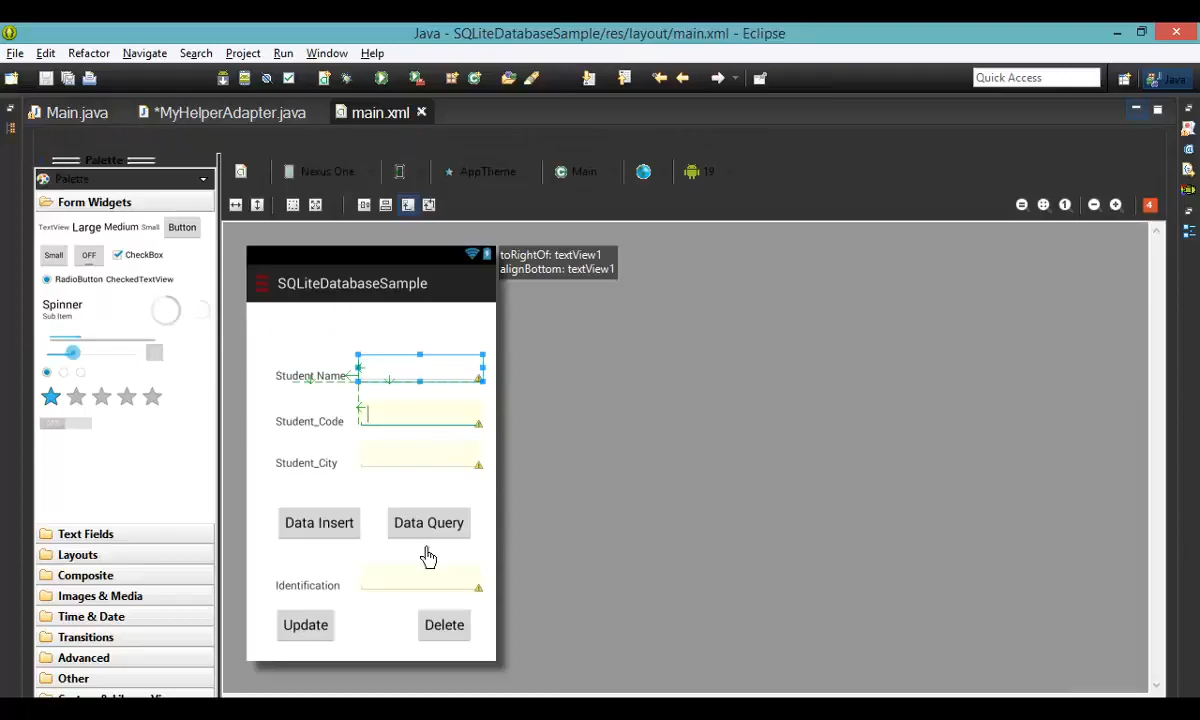 Java - SQLiteDatabaseSample/res/layout/main.xml - Eclipse
File Edit Refactor Navigate Search Project Run Window Help
Quick Access
Java
Main.java *MyHelperAdapter.java main.xml
Palette
Nexus One AppTheme Main 19
Palette
Form Widgets
4
TextView Large Medium Small Button
Small OFF CheckBox
RadioButton CheckedTextView
Spinner
Sub Item
toRightOf: textView1
alignBottom: textView1
SQLiteDatabaseSample
Student Name
Student_Code
Student_City
Data Insert Data Query
Identification
Update Delete
Text Fields
Layouts
Composite
Images & Media
Time & Date
Transitions
Advanced
Other